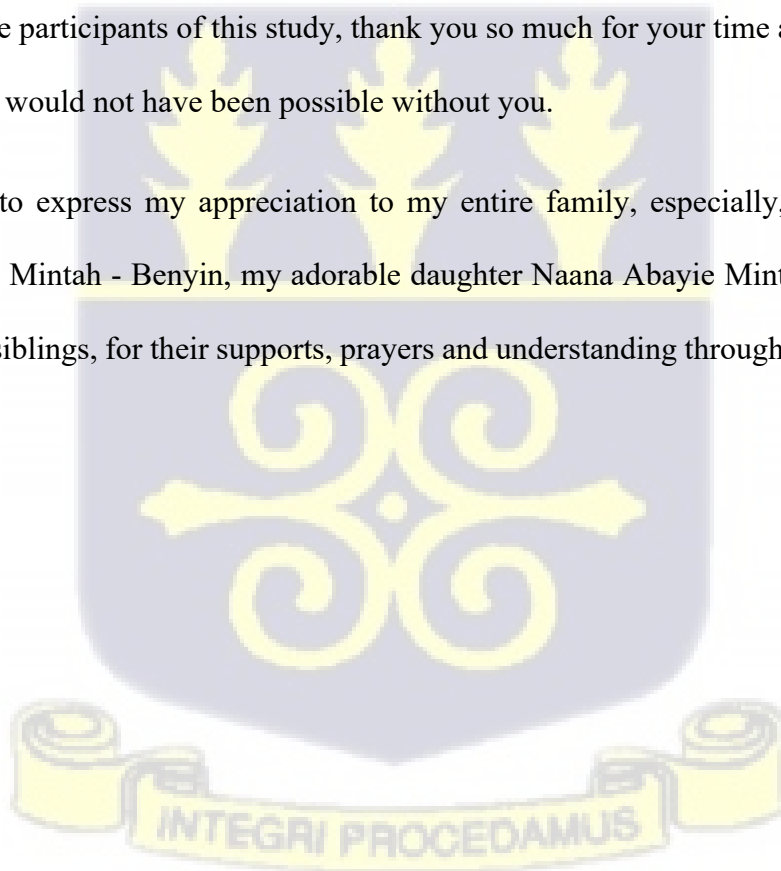 e participants of this study, thank you so much for your time a
would not have been possible without you.
to express my appreciation to my entire family, especially,
Mintah - Benyin, my adorable daughter Naana Abayie Mint
siblings, for their supports, prayers and understanding through
INTEGRI PROCEDAMUS